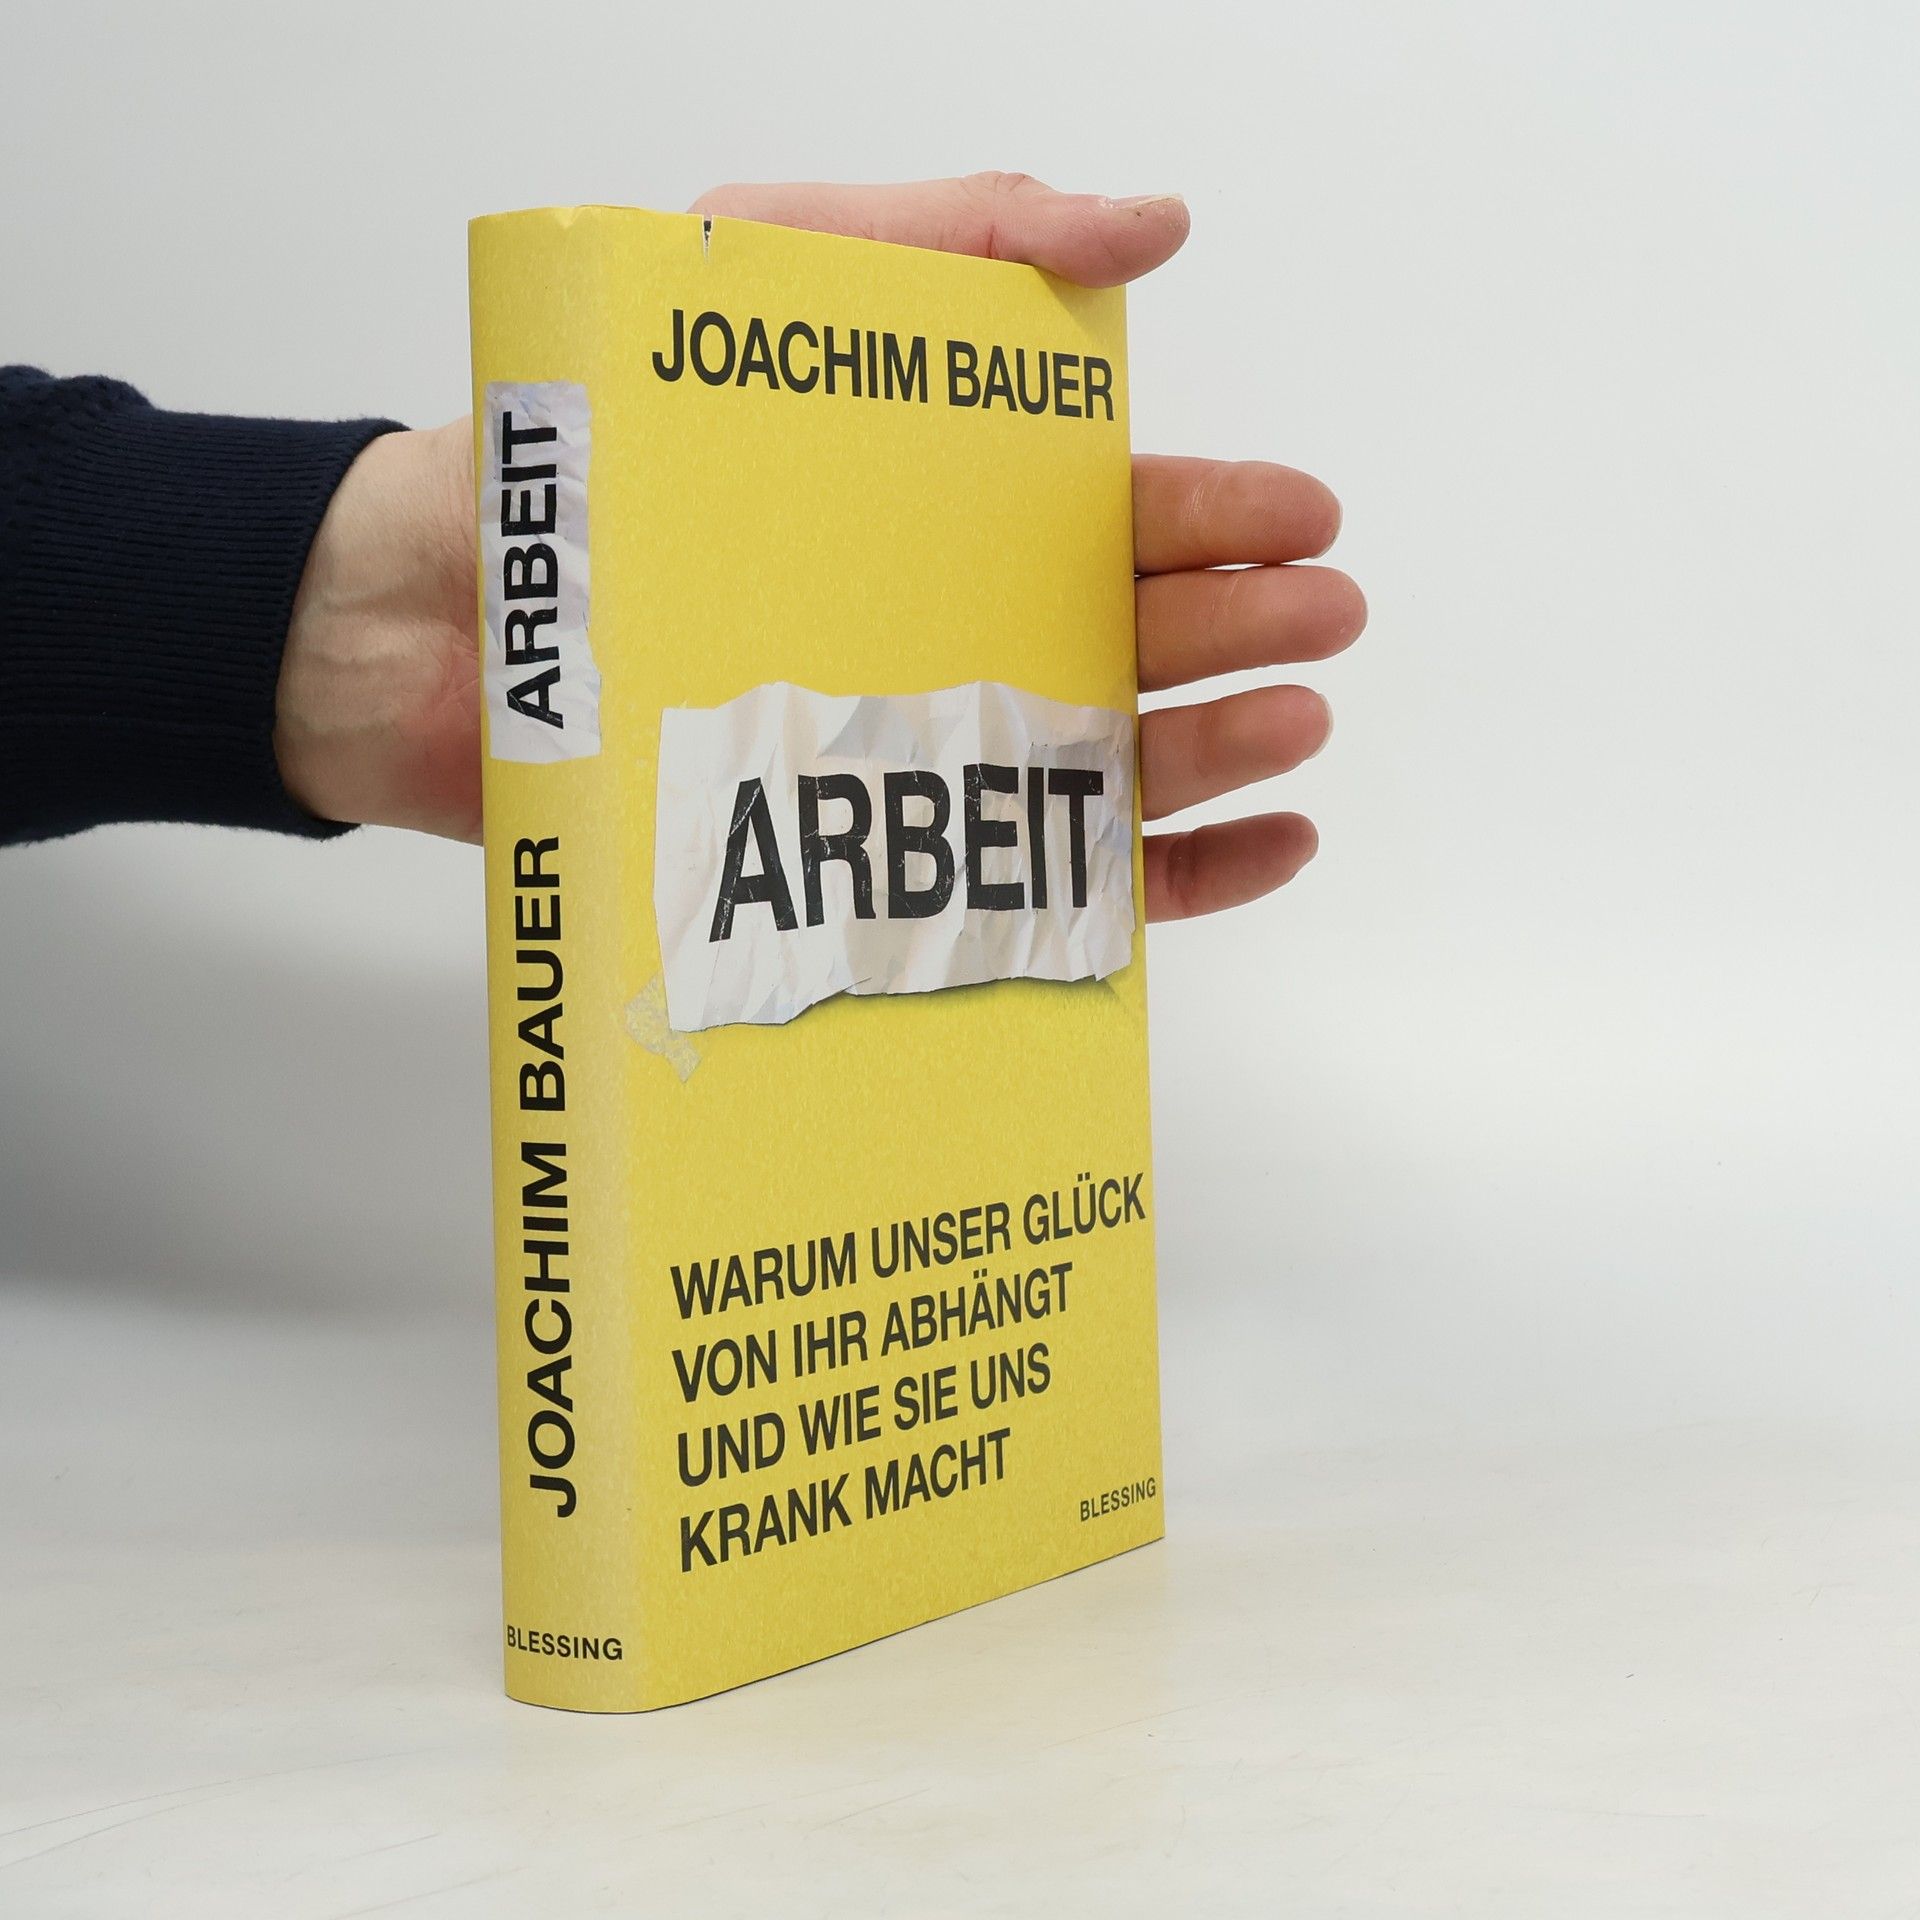 ARBEIT
JOACHIM BAUER
BLESSING
JOACHIM BAUER
ARBEIT
WARUM UNSER GLÜCK
VON IHR ABHÄNGT
UND WIE SIE UNS
KRANK MACHT
BLESSING